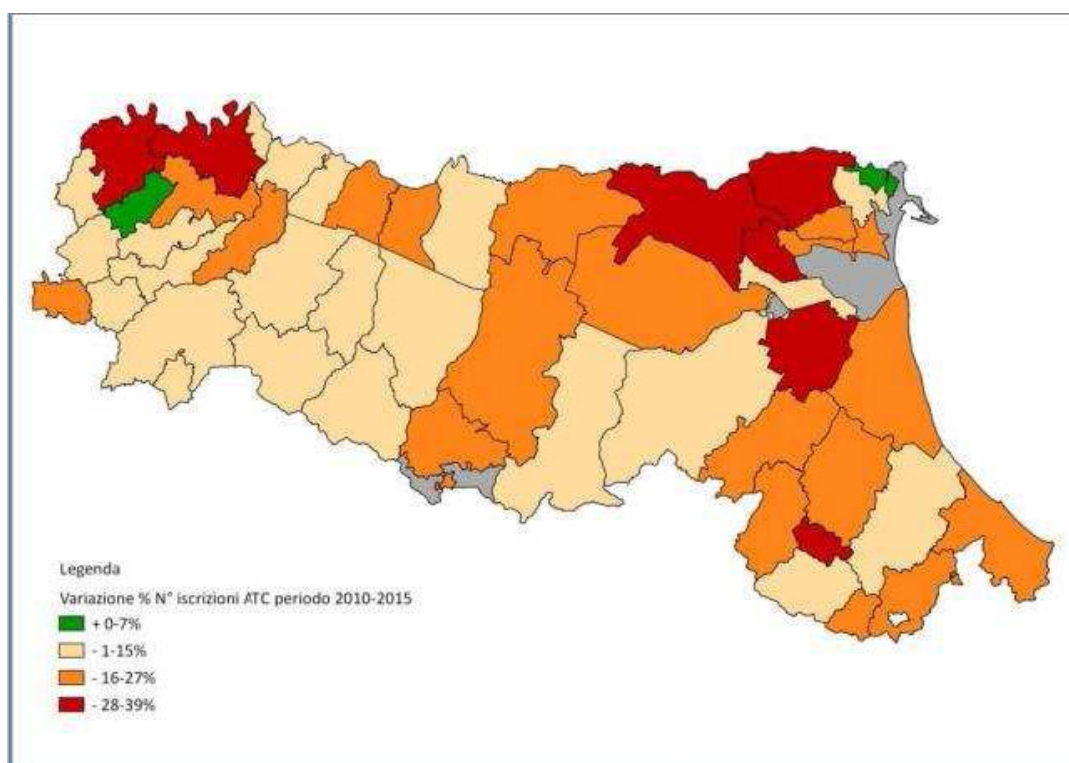 Legenda
Variazione % N° iscrizioni ATC periodo 2010-2015
+ 0-7%
- 1-15%
- 16-27%
- 28-39%